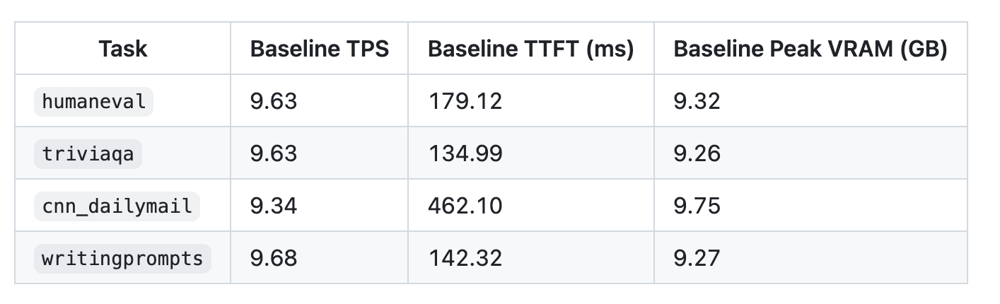 Task Baseline TPS Baseline TTFT (ms) Baseline Peak VRAM (GB)
humaneval 9.63 179.12 9.32
triviaqa 9.63 134.99 9.26
cnn_dailymail 9.34 462.10 9.75
writingprompts 9.68 142.32 9.27